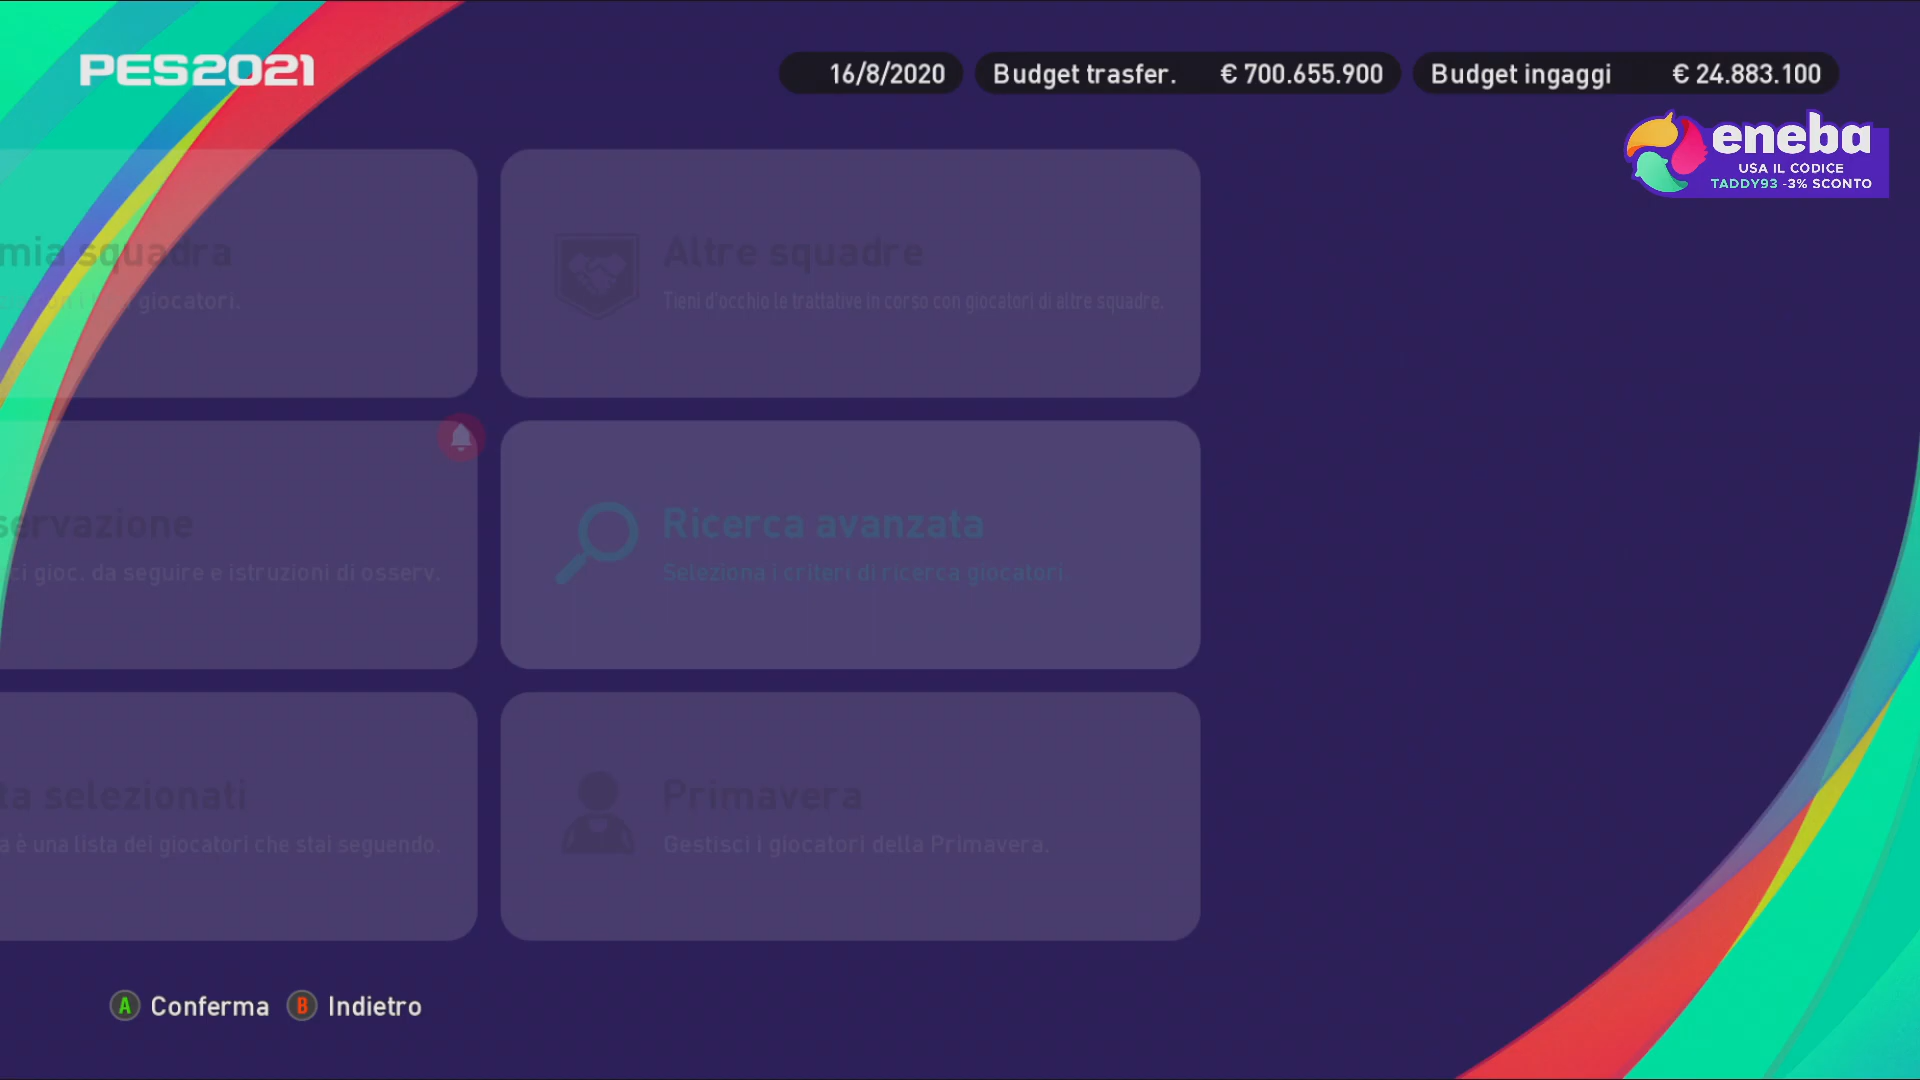 PES2021
16/8/2020
Budget trasfer. € 700.655.900
Budget ingaggi € 24.883.100
eneba
USA IL CODICE
TADDY93 -3% SCONTO
mia squadra
giocatori.
Altre squadre
Tieni d'occhio le trattative in corso con giocatori di altre squadre.
servazione
ci gioc. da seguire e istruzioni di osserv.
Ricerca avanzata
Seleziona i criteri di ricerca giocatori.
ta selezionati
a è una lista dei giocatori che stai seguendo.
Primavera
Gestisci i giocatori della Primavera.
A Conferma B Indietro